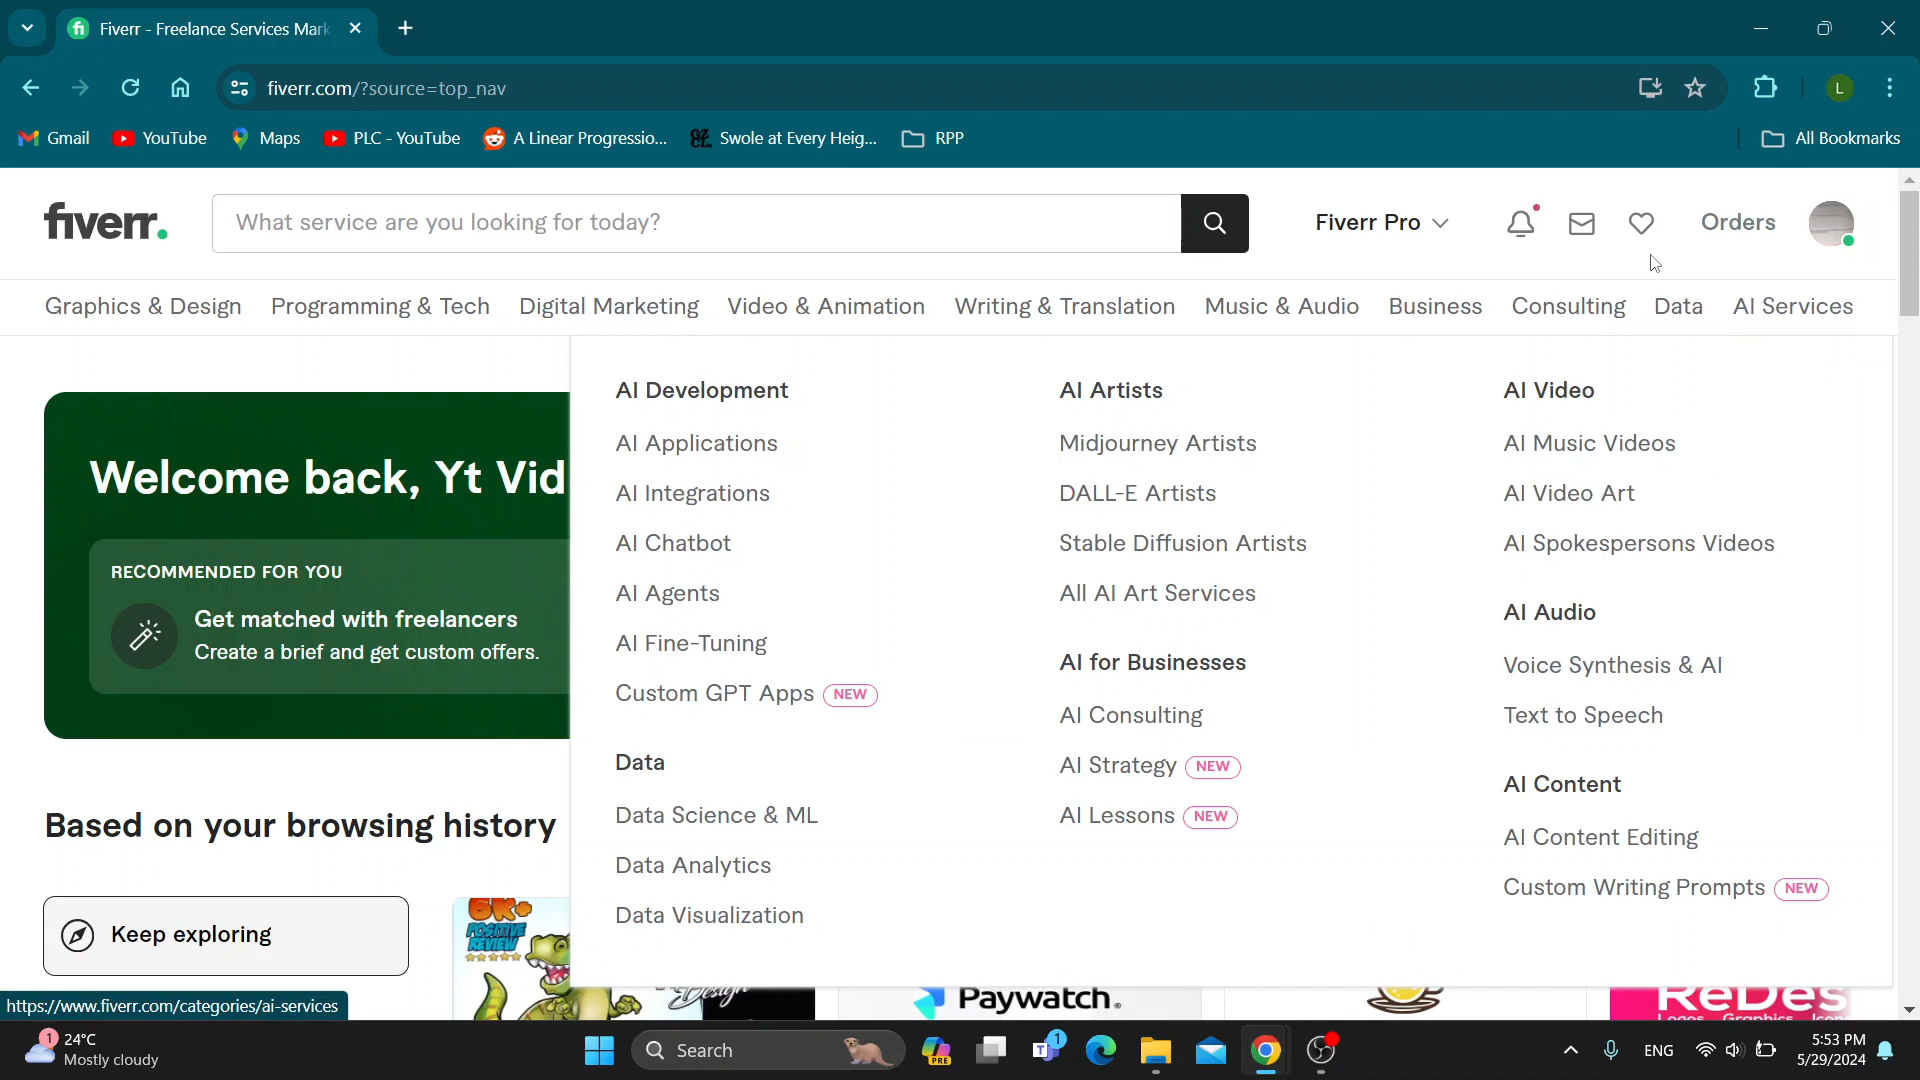 Fiverr - Freelance Services Mark
fiverr.com/?source=top_nav
L
Gmail
YouTube
Maps
PLC - YouTube
A Linear Progressio...
Swole at Every Heig...
RPP
All Bookmarks
fiverr.
What service are you looking for today?
Fiverr Pro
Orders
Graphics & Design
Programming & Tech
Digital Marketing
Video & Animation
Writing & Translation
Music & Audio
Business
Consulting
Data
AI Services
Welcome back, Yt Vid
RECOMMENDED FOR YOU
Get matched with freelancers
Create a brief and get custom offers.
Based on your browsing history
Keep exploring
AI Development
AI Applications
AI Integrations
AI Chatbot
AI Agents
AI Fine-Tuning
Custom GPT Apps NEW
Data
Data Science & ML
Data Analytics
Data Visualization
AI Artists
Midjourney Artists
DALL-E Artists
Stable Diffusion Artists
All AI Art Services
AI for Businesses
AI Consulting
AI Strategy NEW
AI Lessons NEW
AI Video
AI Music Videos
AI Video Art
AI Spokespersons Videos
AI Audio
Voice Synthesis & AI
Text to Speech
AI Content
AI Content Editing
Custom Writing Prompts NEW
6K+
POSITIVE
REVIEW
Design
Paywatch
ReDes
https://www.fiverr.com/categories/ai-services
1
24°C
Mostly cloudy
Search
PRE
1
ENG
5:53 PM
5/29/2024